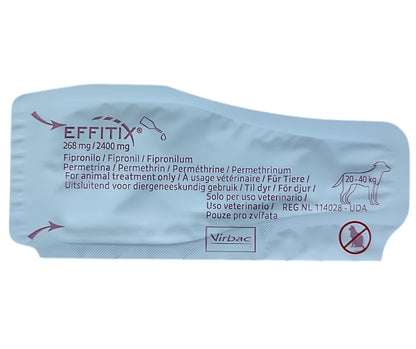 EFFITIX®
268 mg/2400 mg
Fipronilo / Fipronil / Fipronilum
Permetrina / Permethrin / Perméthrine / Permethrinum
For animal treatment only / A usage vétérinaire / Für Tiere /
Uitsluitend voor diergeneeskundig gebruik / Til dyr / För djur /
Solo per uso veterinario /
Uso veterinario /
Pouze pro zvířata
20-40 kg
REG NL 114028 - UDA
Virbac